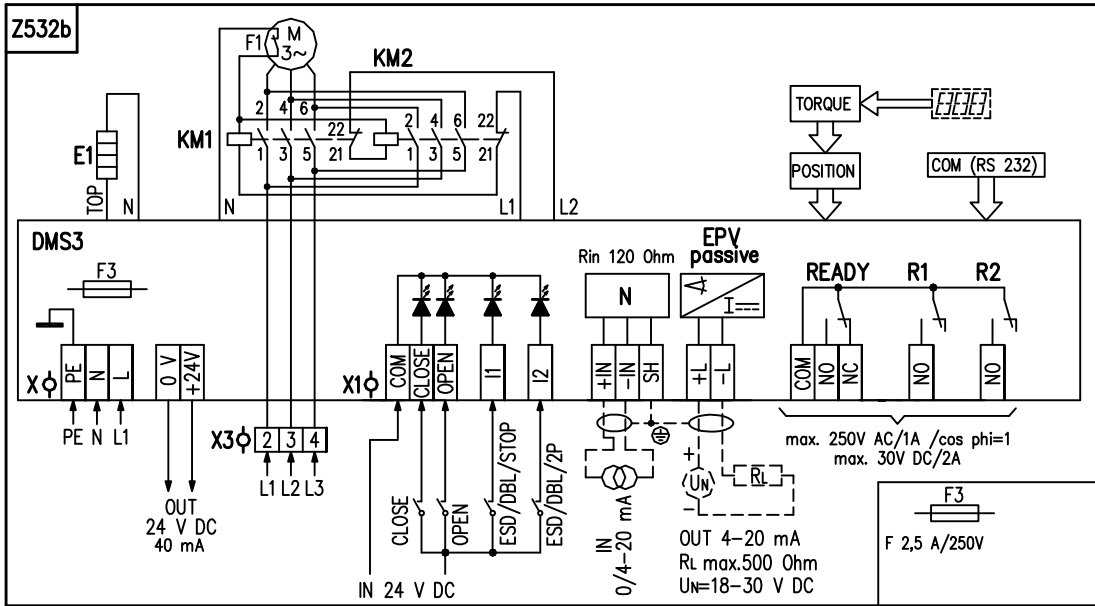 Z532b
F1
M
3~
KM2
2 4 6
22
2 4 6 22
KM1
1 3 5
21
1 3 5 21
E1
TOP
N
N
L1
L2
TORQUE
POSITION
COM (RS 232)
DMS3
F3
Rin 120 Ohm
N
EPV
passive
I
READY R1 R2
X
PE N L
0 V +24V
X1
COM CLOSE OPEN I1 I2
+IN -IN SH
+L -L
COM NO NC NO NO
PE N L1
X3
2 3 4
L1 L2 L3
OUT
24 V DC
40 mA
CLOSE
OPEN
ESD/DBL/STOP
ESD/DBL/2P
IN 24 V DC
IN
0/4-20 mA
+
UN
-
RL
OUT 4-20 mA
RL max.500 Ohm
UN=18-30 V DC
max. 250V AC/1A /cos phi=1
max. 30V DC/2A
F3
F 2,5 A/250V